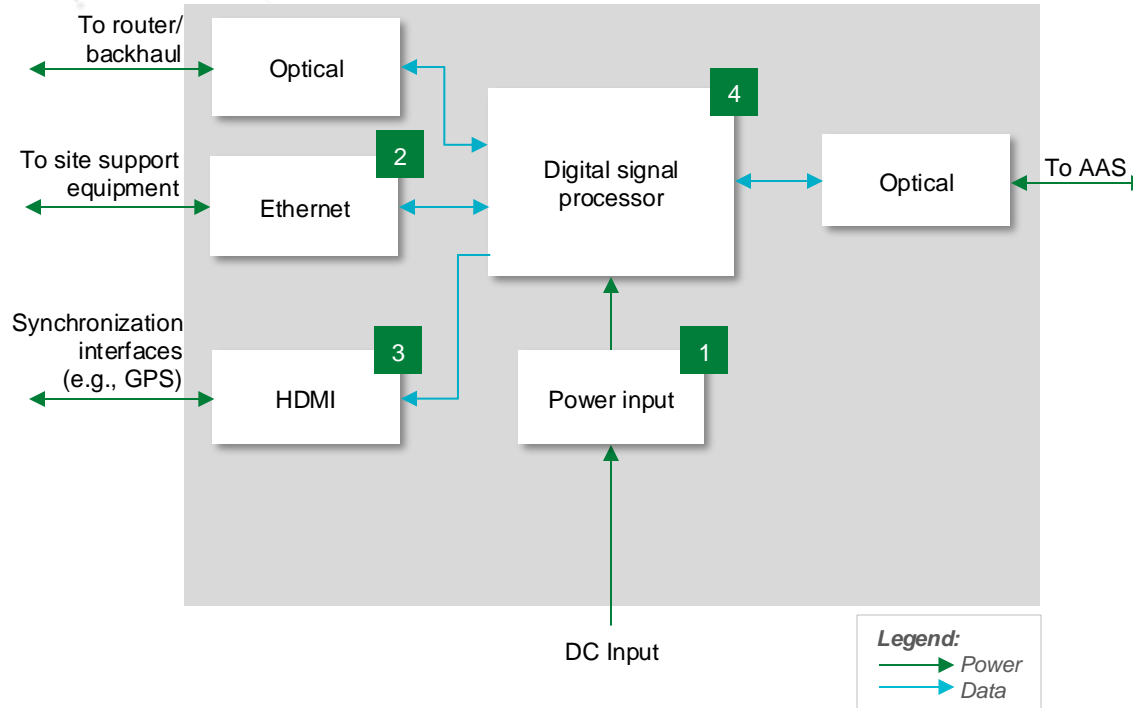 To router/
backhaul
Optical
4
To site support
equipment
2
Ethernet
Digital signal
processor
Optical
To AAS
Synchronization
interfaces
(e.g., GPS)
3
HDMI
1
Power input
DC Input
Legend:
Power
Data